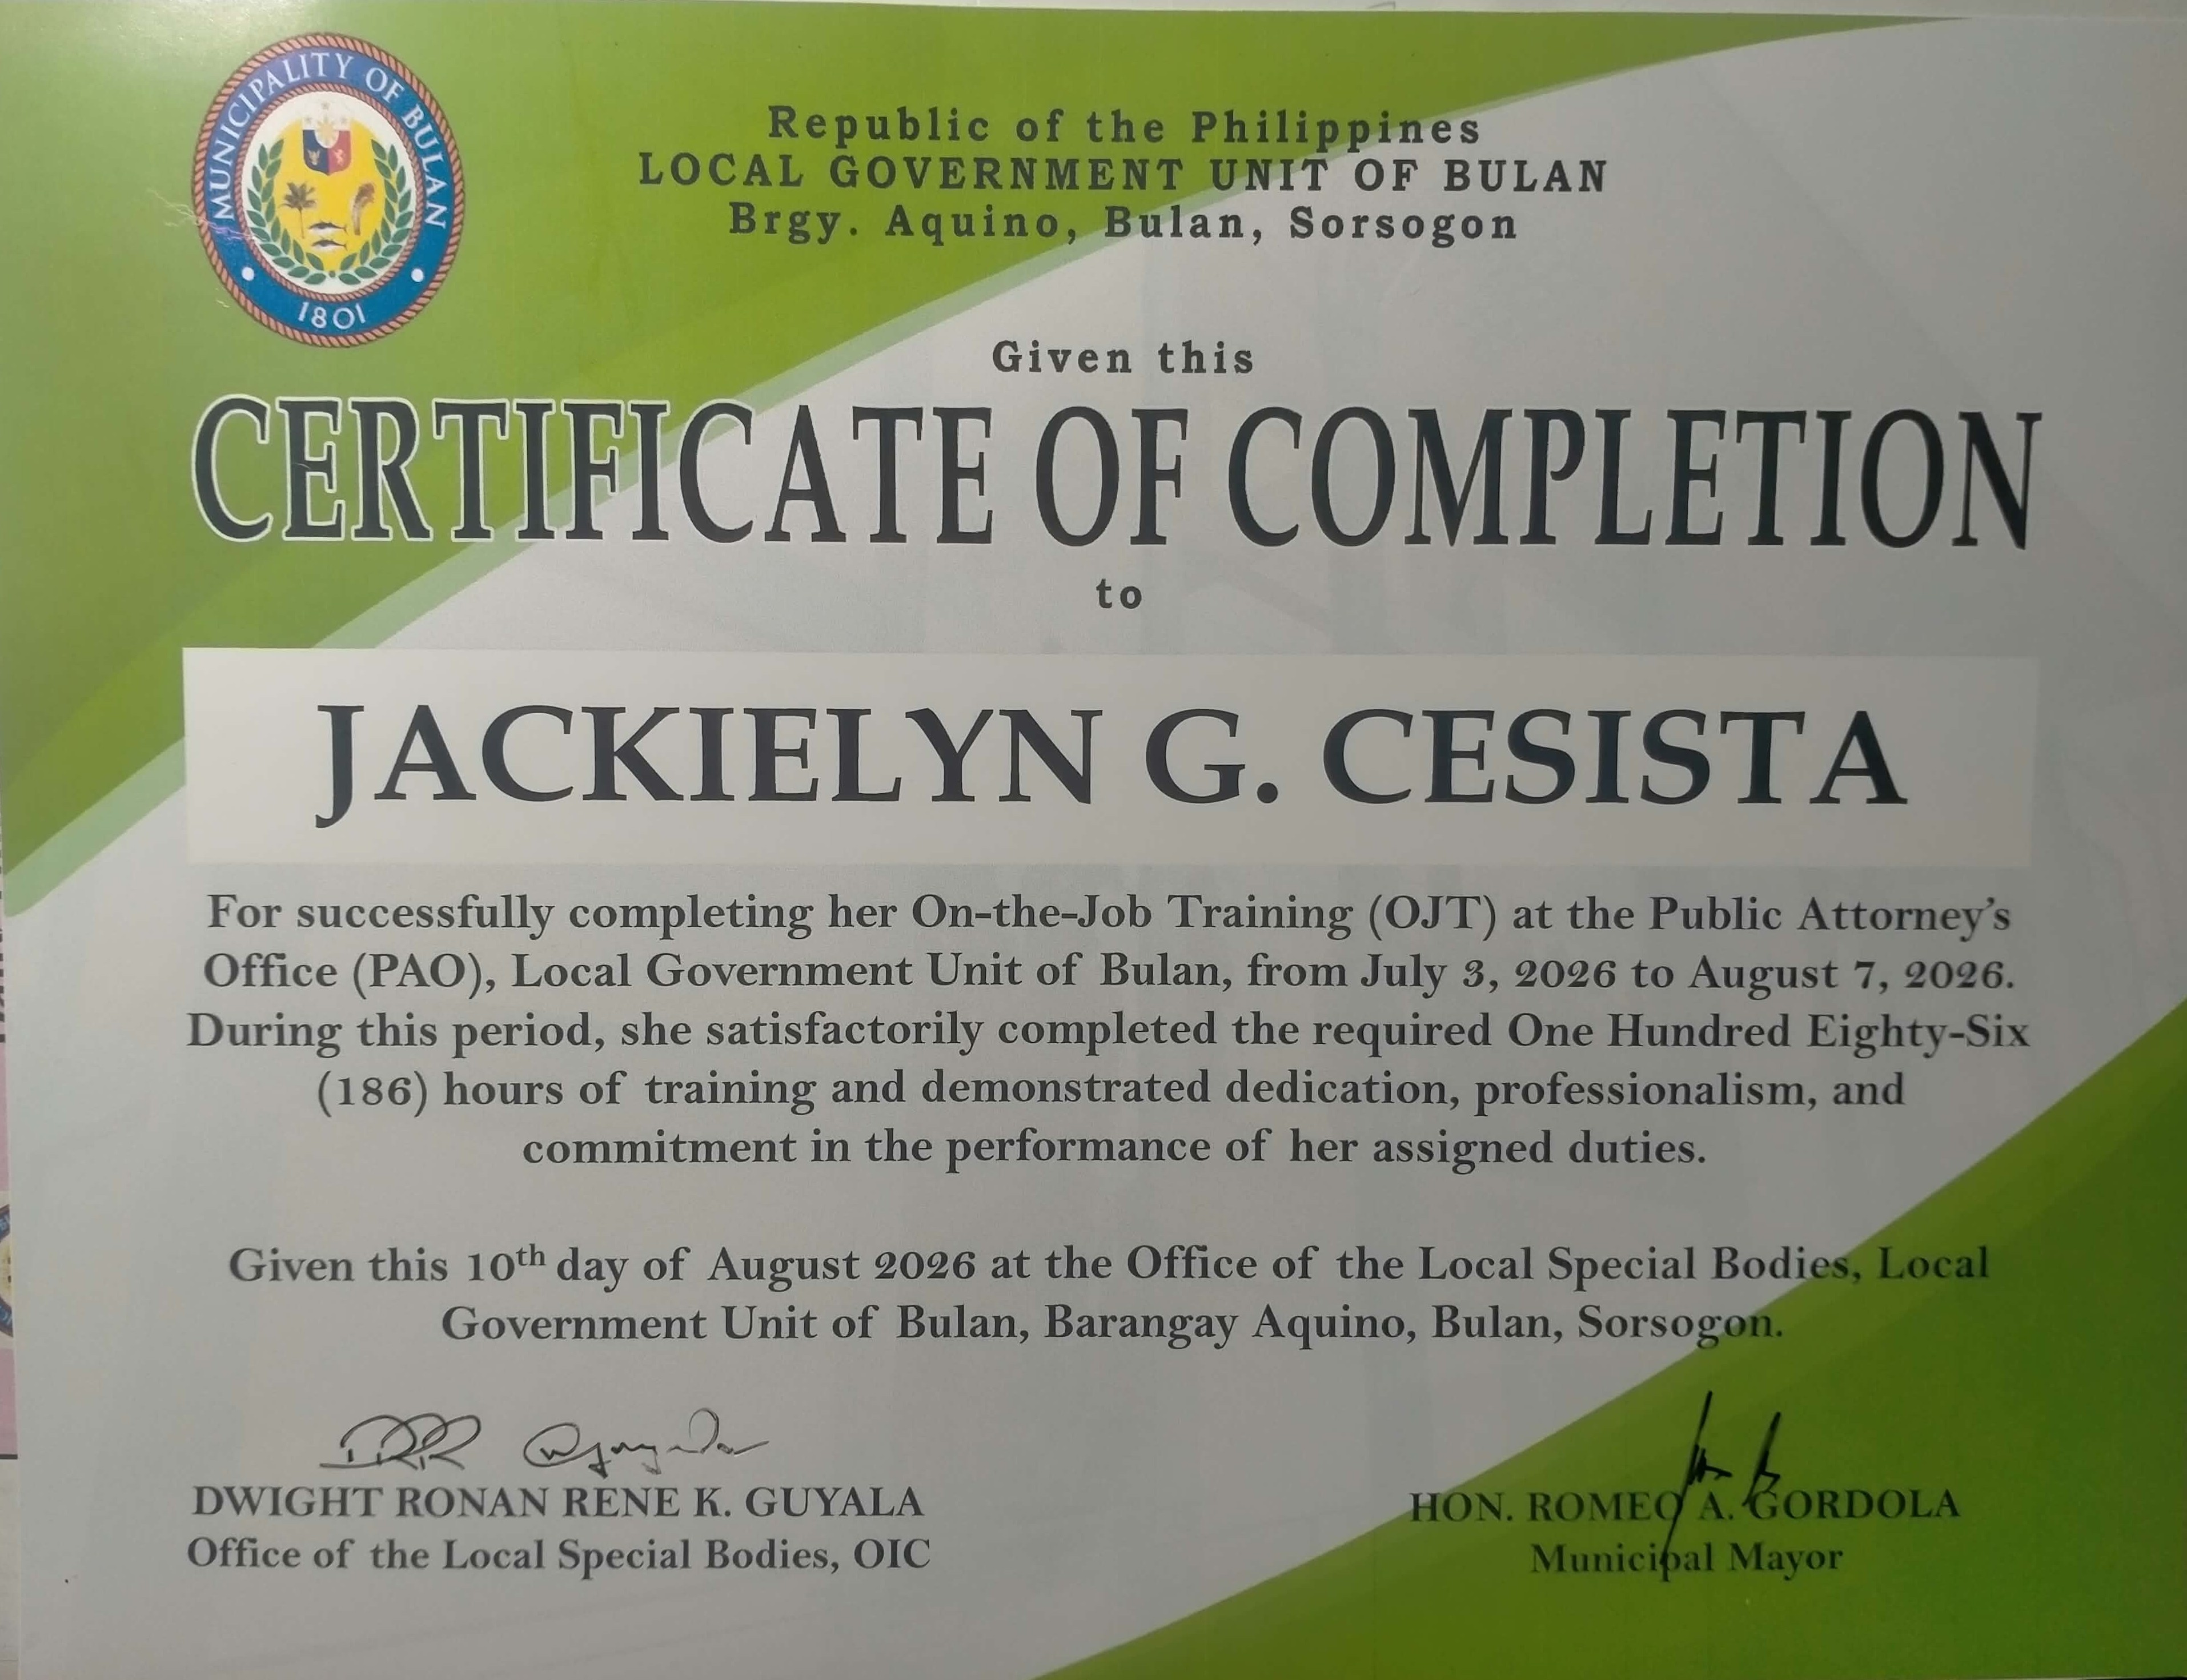 MUNICIPALITY OF BULAN
1801
Republic of the Philippines
LOCAL GOVERNMENT UNIT OF BULAN
Brgy. Aquino, Bulan, Sorsogon
Given this
CERTIFICATE OF COMPLETION
to
JACKIELYN G. CESISTA
For successfully completing her On-the-Job Training (OJT) at the Public Attorney's
Office (PAO), Local Government Unit of Bulan, from July 3, 2026 to August 7, 2026.
During this period, she satisfactorily completed the required One Hundred Eighty-Six
(186) hours of training and demonstrated dedication, professionalism, and
commitment in the performance of her assigned duties.
Given this 10th day of August 2026 at the Office of the Local Special Bodies, Local
Government Unit of Bulan, Barangay Aquino, Bulan, Sorsogon.
DWIGHT RONAN RENE K. GUYALA
Office of the Local Special Bodies, OIC
HON. ROMEO A. GORDOLA
Municipal Mayor